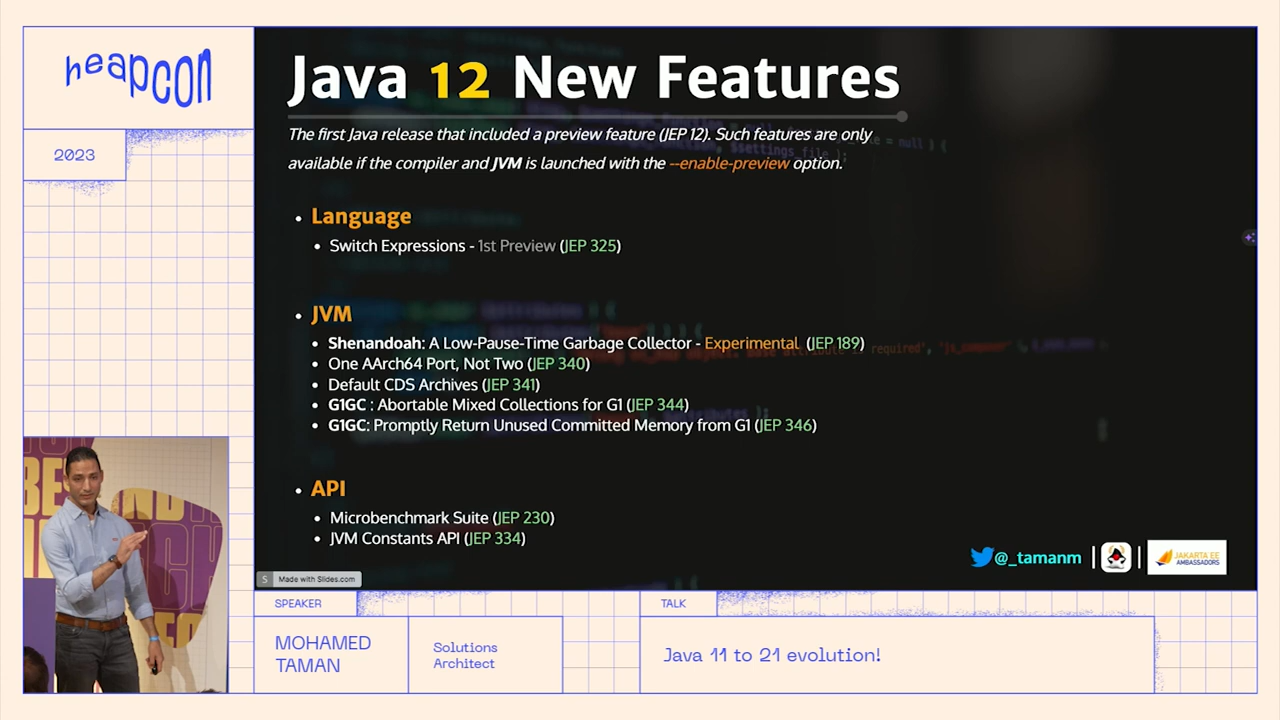 heapcon
2023
Java 12 New Features
The first Java release that included a preview feature (JEP 12). Such features are only
available if the compiler and JVM is launched with the --enable-preview option.
Language
Switch Expressions - 1st Preview (JEP 325)
JVM
Shenandoah: A Low-Pause-Time Garbage Collector - Experimental (JEP 189)
One AArch64 Port, Not Two (JEP 340)
Default CDS Archives (JEP 341)
G1GC : Abortable Mixed Collections for G1 (JEP 344)
G1GC: Promptly Return Unused Committed Memory from G1 (JEP 346)
API
Microbenchmark Suite (JEP 230)
JVM Constants API (JEP 334)
@_tamanm
JAKARTA EE
AMBASSADORS
S Made with Slides.com
SPEAKER
MOHAMED
TAMAN
Solutions
Architect
TALK
Java 11 to 21 evolution!